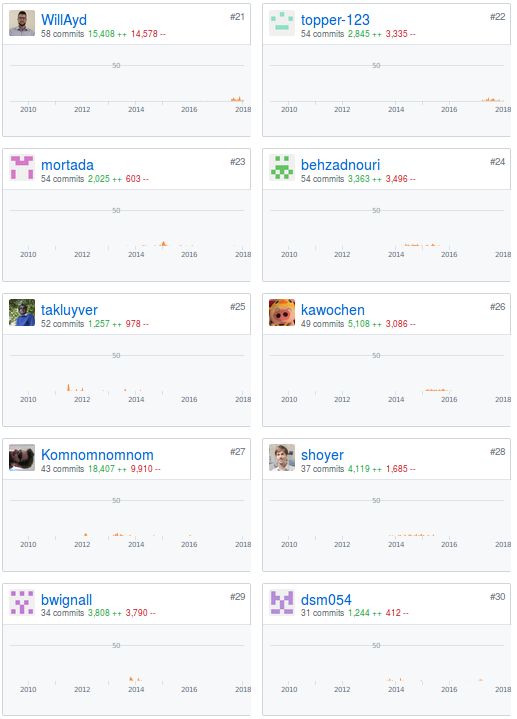 WillAyd #21
58 commits 15,408 ++ 14,578 --
50
2010 2012 2014 2016 2018
topper-123 #22
54 commits 2,845 ++ 3,335 --
50
2010 2012 2014 2016 2018
mortada #23
54 commits 2,025 ++ 603 --
50
2010 2012 2014 2016 2018
behzadnouri #24
54 commits 3,363 ++ 3,496 --
50
2010 2012 2014 2016 2018
takluyver #25
52 commits 1,257 ++ 978 --
50
2010 2012 2014 2016 2018
kawochen #26
49 commits 5,108 ++ 3,086 --
50
2010 2012 2014 2016 2018
Komnomnomnom #27
43 commits 18,407 ++ 9,910 --
50
2010 2012 2014 2016 2018
shoyer #28
37 commits 4,119 ++ 1,685 --
50
2010 2012 2014 2016 2018
bwignall #29
34 commits 3,808 ++ 3,790 --
50
2010 2012 2014 2016 2018
dsm054 #30
31 commits 1,244 ++ 412 --
50
2010 2012 2014 2016 2018